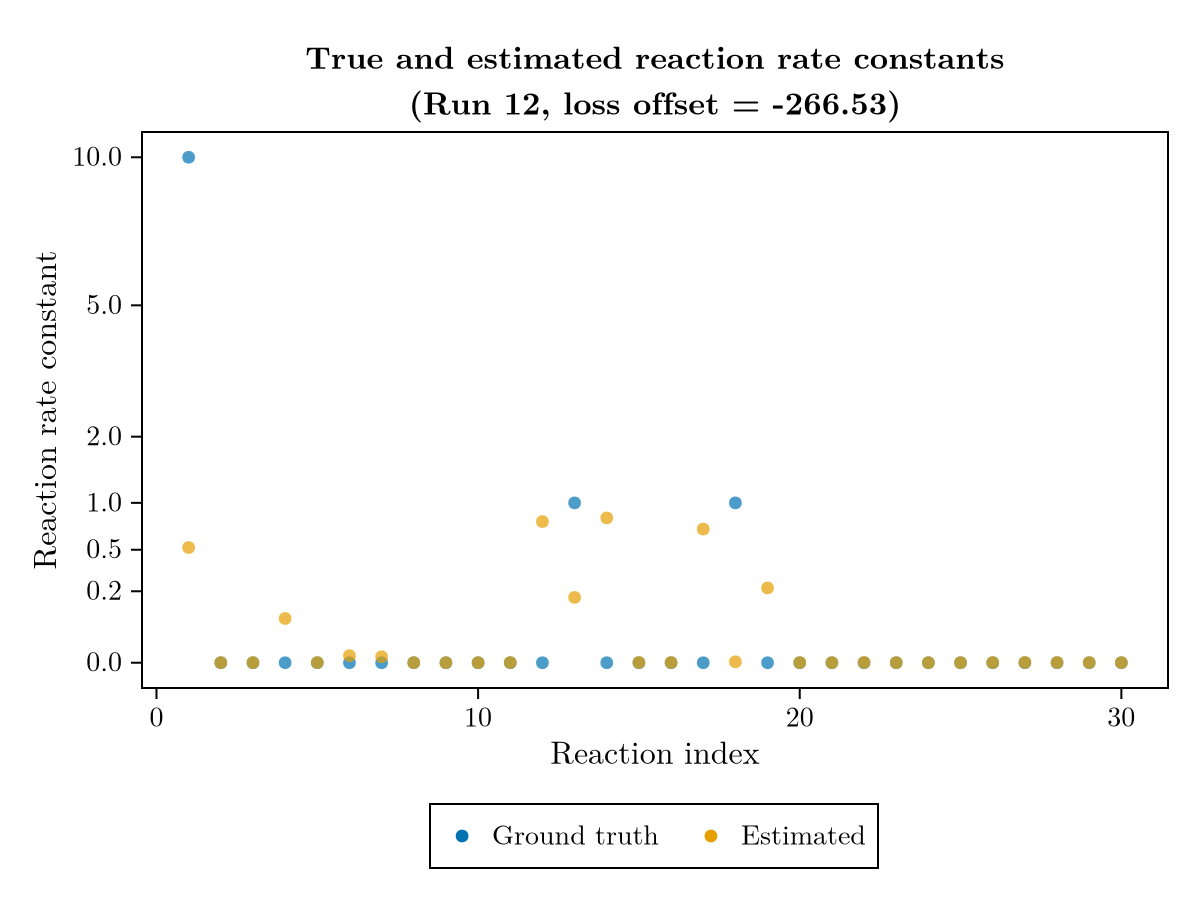 True and estimated reaction rate constants
(Run 12, loss offset = -266.53)
10.0
5.0
2.0
1.0
0.5
0.2
0.0
Reaction rate constant
0 10 20 30
Reaction index
Ground truth Estimated